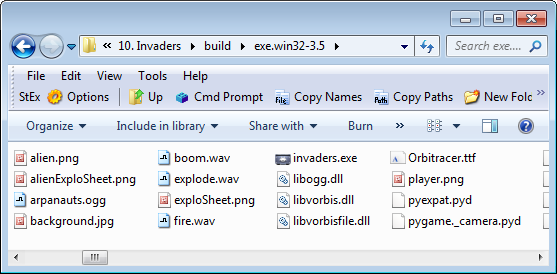 « 10. Invaders ▸ build ▸ exe.win32-3.5 ▸ Search exe....
File Edit View Tools Help
StEx Options Up Cmd Prompt Copy Names Copy Paths New Folc »
Organize Include in library Share with Burn »
alien.png boom.wav invaders.exe Orbitracer.ttf
alienExploSheet.png explode.wav libogg.dll player.png
arpanauts.ogg exploSheet.png libvorbis.dll pyexpat.pyd
background.jpg fire.wav libvorbisfile.dll pygame._camera.pyd